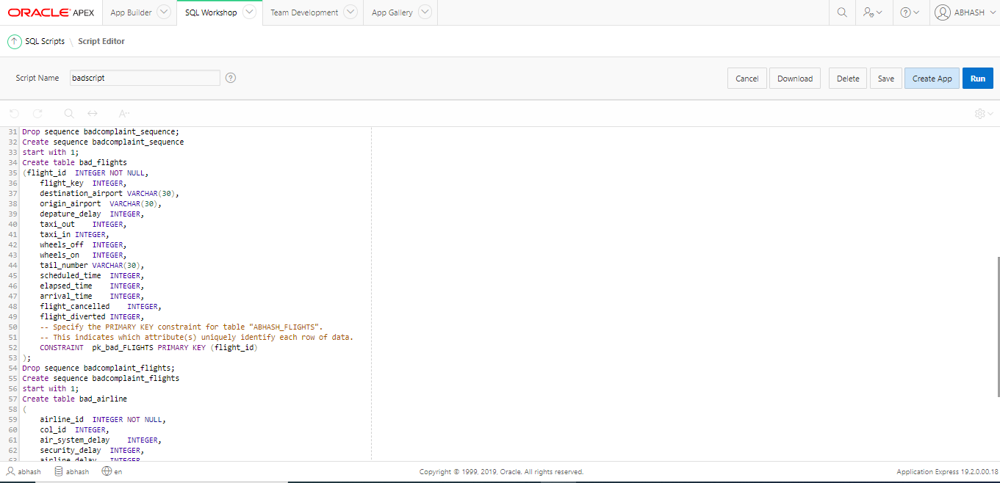 ORACLE APEX App Builder SQL Workshop Team Development App Gallery ABHASH
SQL Scripts \ Script Editor
Script Name badscript ? Cancel Download Delete Save Create App Run
31 Drop sequence badcomplaint_sequence;
32 Create sequence badcomplaint_sequence
33 start with 1;
34 Create table bad_flights
35 (flight_id  INTEGER NOT NULL,
36     flight_key  INTEGER,
37     destination_airport VARCHAR(30),
38     origin_airport  VARCHAR(30),
39     depature_delay  INTEGER,
40     taxi_out    INTEGER,
41     taxi_in INTEGER,
42     wheels_off  INTEGER,
43     wheels_on   INTEGER,
44     tail_number VARCHAR(30),
45     scheduled_time  INTEGER,
46     elapsed_time    INTEGER,
47     arrival_time    INTEGER,
48     flight_cancelled    INTEGER,
49     flight_diverted INTEGER,
50     -- Specify the PRIMARY KEY constraint for table "ABHASH_FLIGHTS".
51     -- This indicates which attribute(s) uniquely identify each row of data.
52     CONSTRAINT  pk_bad_FLIGHTS PRIMARY KEY (flight_id)
53 );
54 Drop sequence badcomplaint_flights;
55 Create sequence badcomplaint_flights
56 start with 1;
57 Create table bad_airline
58 (
59     airline_id  INTEGER NOT NULL,
60     col_id  INTEGER,
61     air_system_delay    INTEGER,
62     security_delay  INTEGER,
63     airline_delay   INTEGER,
abhash abhash en Copyright © 1999, 2019, Oracle. All rights reserved. Application Express 19.2.0.00.18